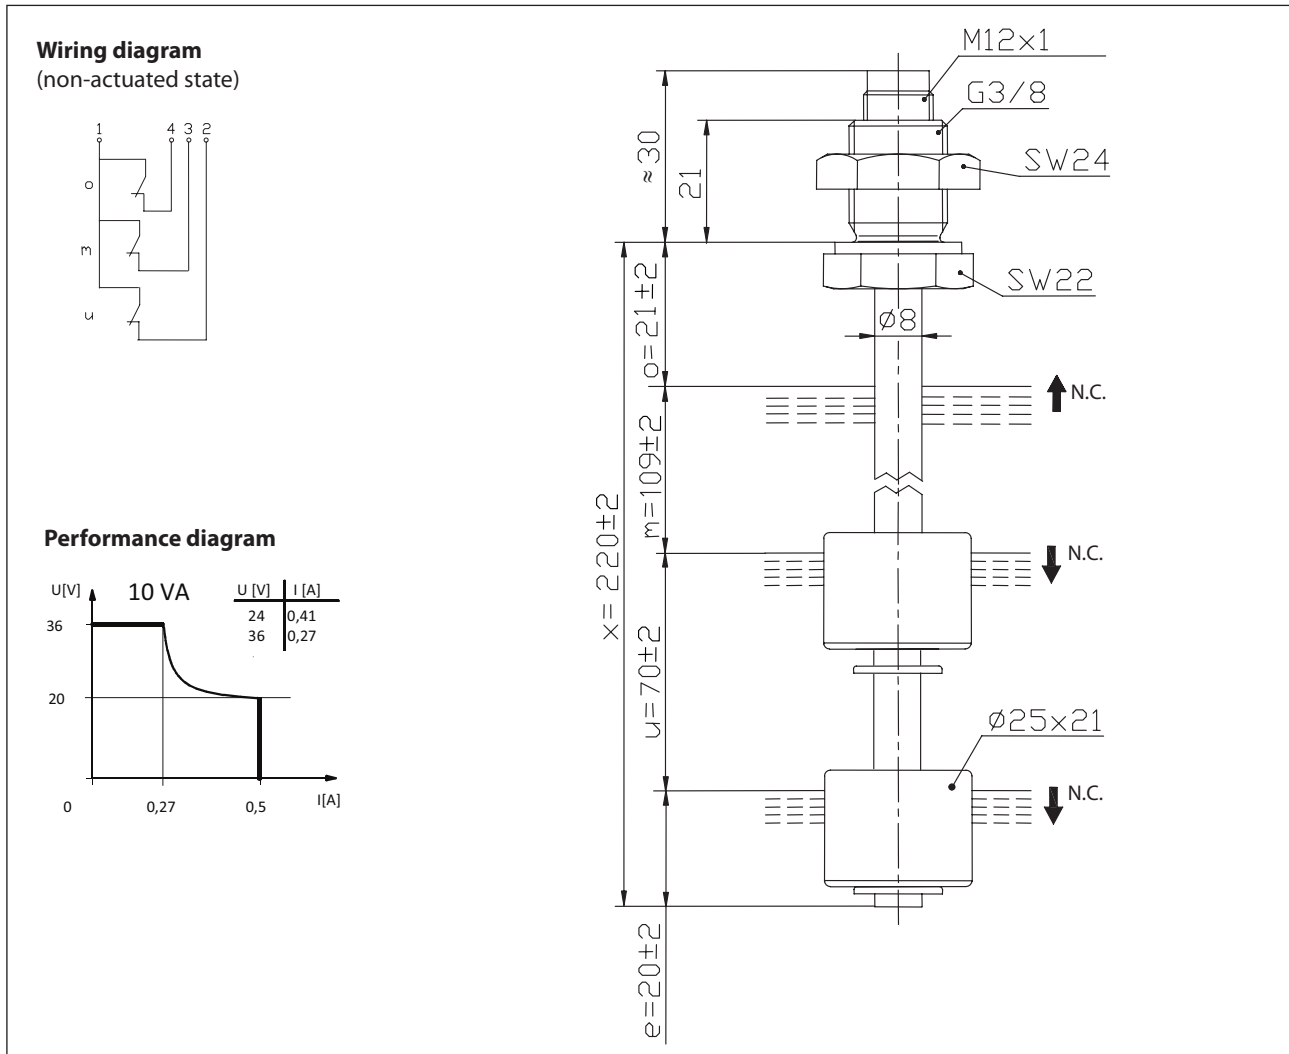 Wiring diagram
(non-actuated state)
1 4 3 2
o
m
u
Performance diagram
U[V]
10 VA
U [V] I [A]
24 0,41
36 0,27
36
20
0 0,27 0,5 I[A]
M12x1
G3/8
SW24
SW22
≈30
21
ø8
o=21±2
m=109±2
x=220±2
u=70±2
e=20±2
N.C.
N.C.
ø25x21
N.C.